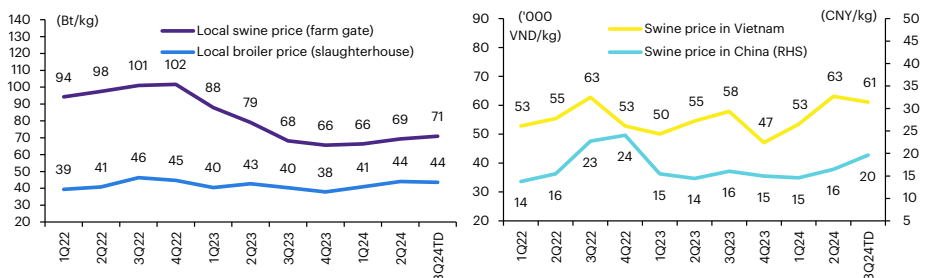 (Bt/kg)
140
130
120
110
100
90
80
70
60
50
40
30
20
Local swine price (farm gate)
Local broiler price (slaughterhouse)
94 98 101 102 88 79 68 66 66 69 71
39 41 46 45 40 43 40 38 41 44 44
1Q22 2Q22 3Q22 4Q22 1Q23 2Q23 3Q23 4Q23 1Q24 2Q24 3Q24TD
('000 VND/kg)
(CNY/kg)
90
80
70
60
50
40
30
20
Swine price in Vietnam
Swine price in China (RHS)
53 55 63 53 50 55 58 47 53 63 61
14 16 23 24 15 14 16 15 15 16 20
50
45
40
35
30
25
20
15
10
5
1Q22 2Q22 3Q22 4Q22 1Q23 2Q23 3Q23 4Q23 1Q24 2Q24 3Q24TD